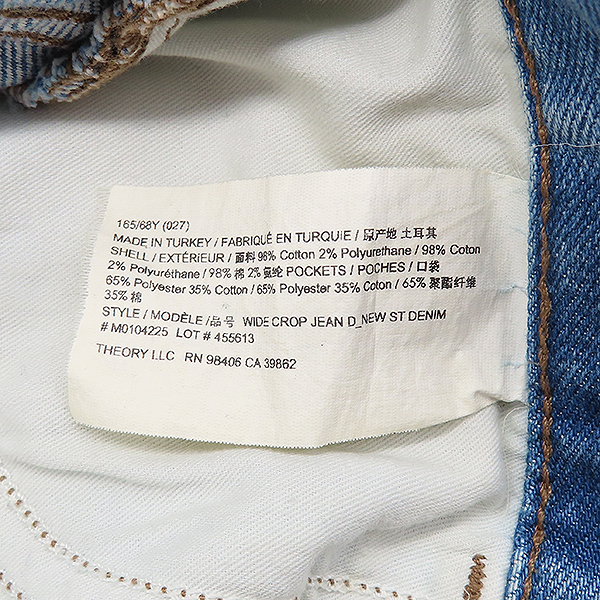 165/68Y (027)
MADE IN TURKEY / FABRIQUÉ EN TURQUIE / 原产地 土耳其
SHELL / EXTÉRIEUR / 面料 98% Cotton 2% Polyurethane / 98% Coton
2% Polyuréthane / 98% 棉 2% 氨纶 POCKETS / POCHES / 口袋
65% Polyester 35% Cotton / 65% Polyester 35% Coton / 65% 聚酯纤维
35% 棉
STYLE / MODÈLE / 品号 WIDE CROP JEAN D_NEW ST DENIM
# M0104225 LOT # 455613
THEORY LLC RN 98406 CA 39862